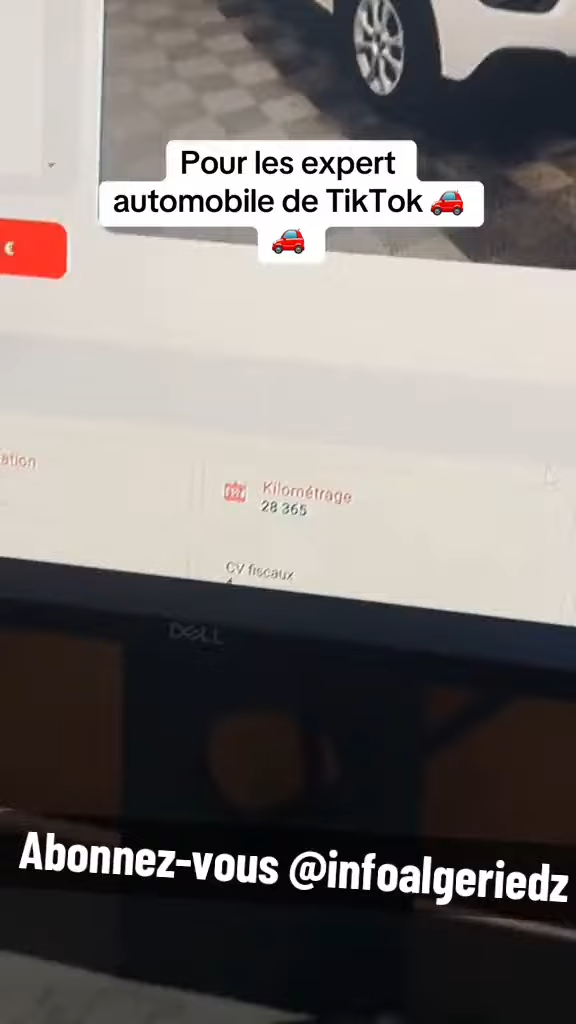 Pour les expert
automobile de TikTok 🚗
🚗
€
ation
Kilométrage
28 365
CV fiscaux
DELL
Abonnez-vous @infoalgeriedz